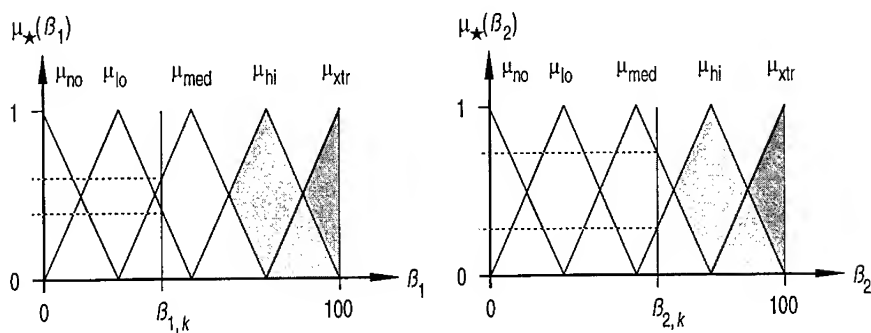 μ★(β₁)
μno μlo μmed μhi μxtr
1
0
0 β₁,k 100 β₁
μ★(β₂)
μno μlo μmed μhi μxtr
1
0
0 β₂,k 100 β₂